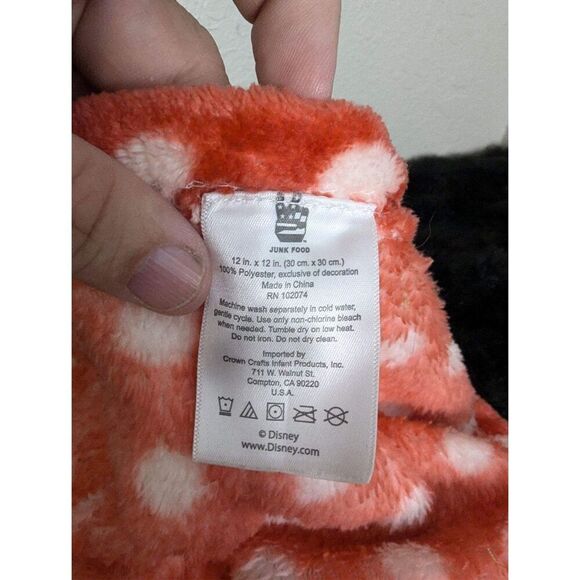 JUNK FOOD
12 in. x 12 in. (30 cm. x 30 cm.)
100% Polyester, exclusive of decoration
Made in China
RN 102074
Machine wash separately in cold water,
gentle cycle. Use only non-chlorine bleach
when needed. Tumble dry on low heat.
Do not iron. Do not dry clean.
Imported by
Crown Crafts Infant Products, Inc.
711 W. Walnut St.
Compton, CA 90220
U.S.A.
© Disney
www.Disney.com